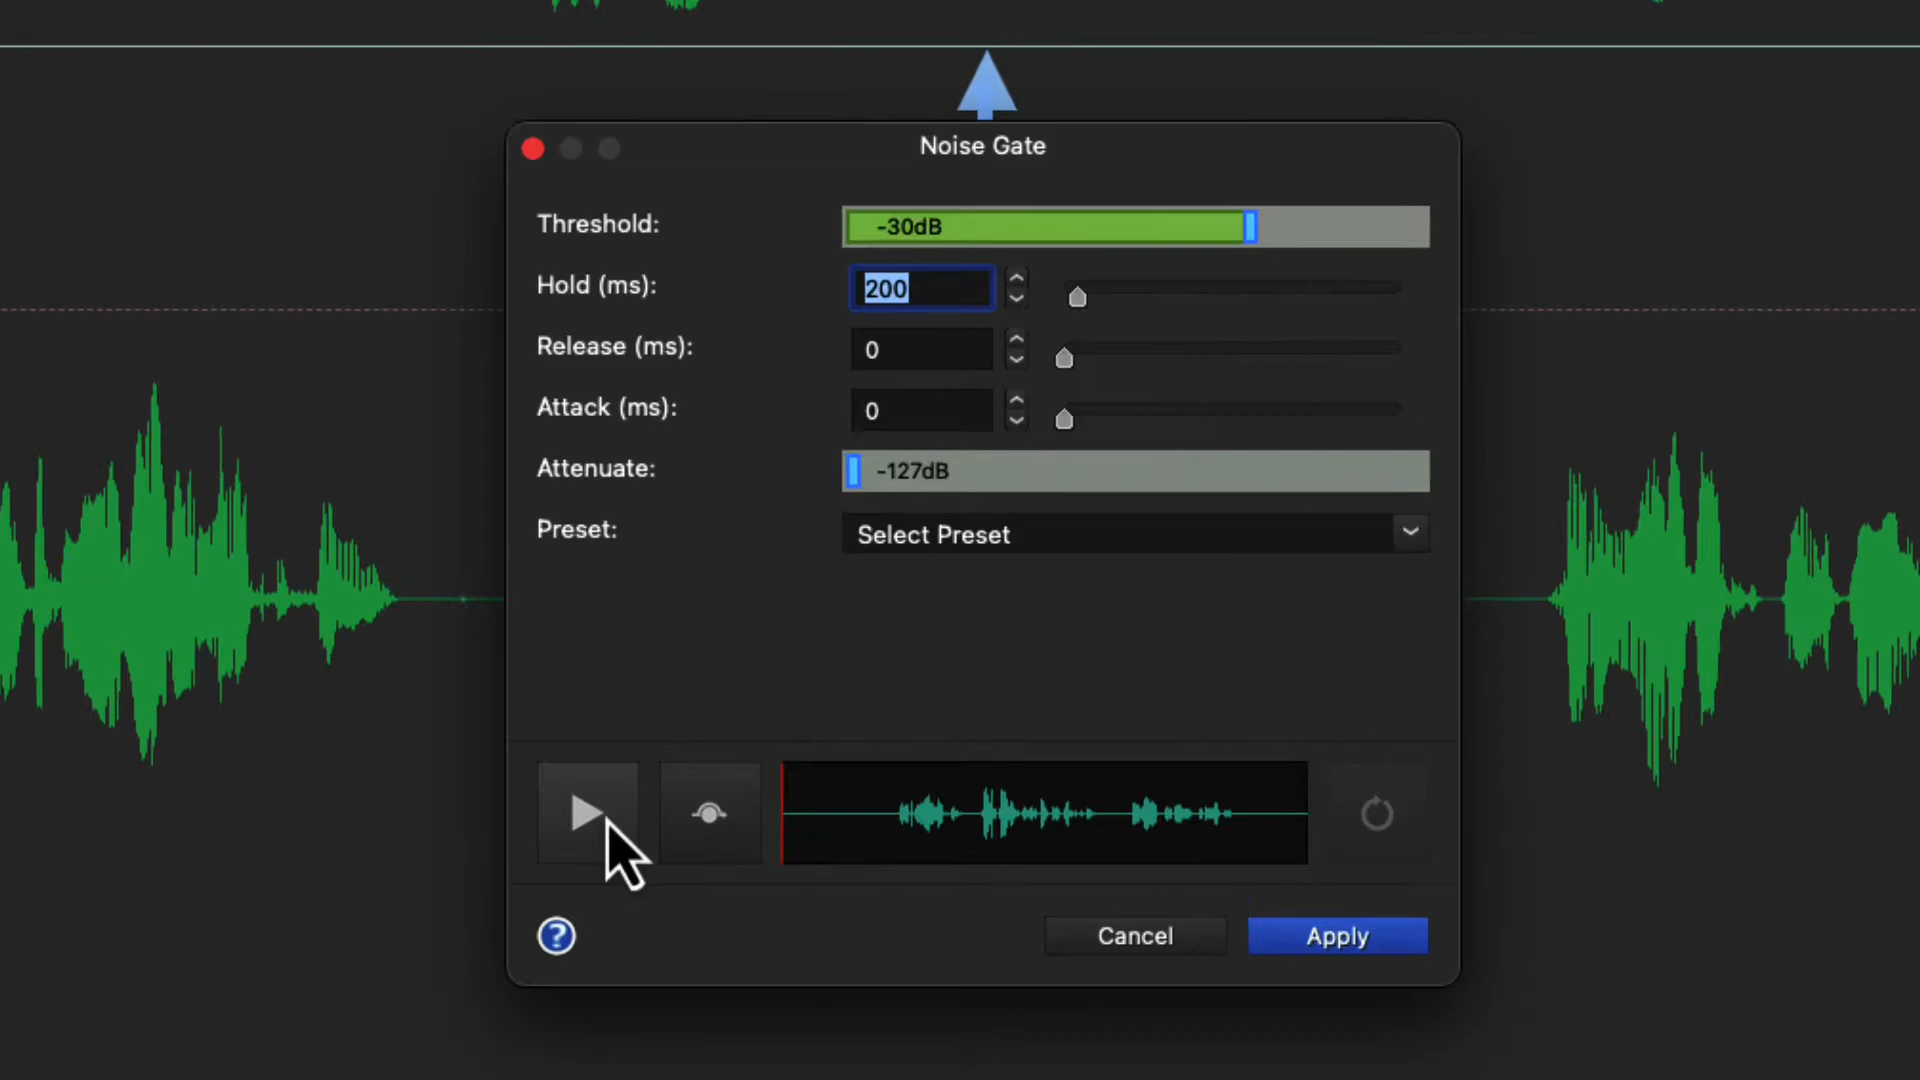 Noise Gate
Threshold: -30dB
Hold (ms): 200
Release (ms): 0
Attack (ms): 0
Attenuate: -127dB
Preset: Select Preset
?
Cancel Apply